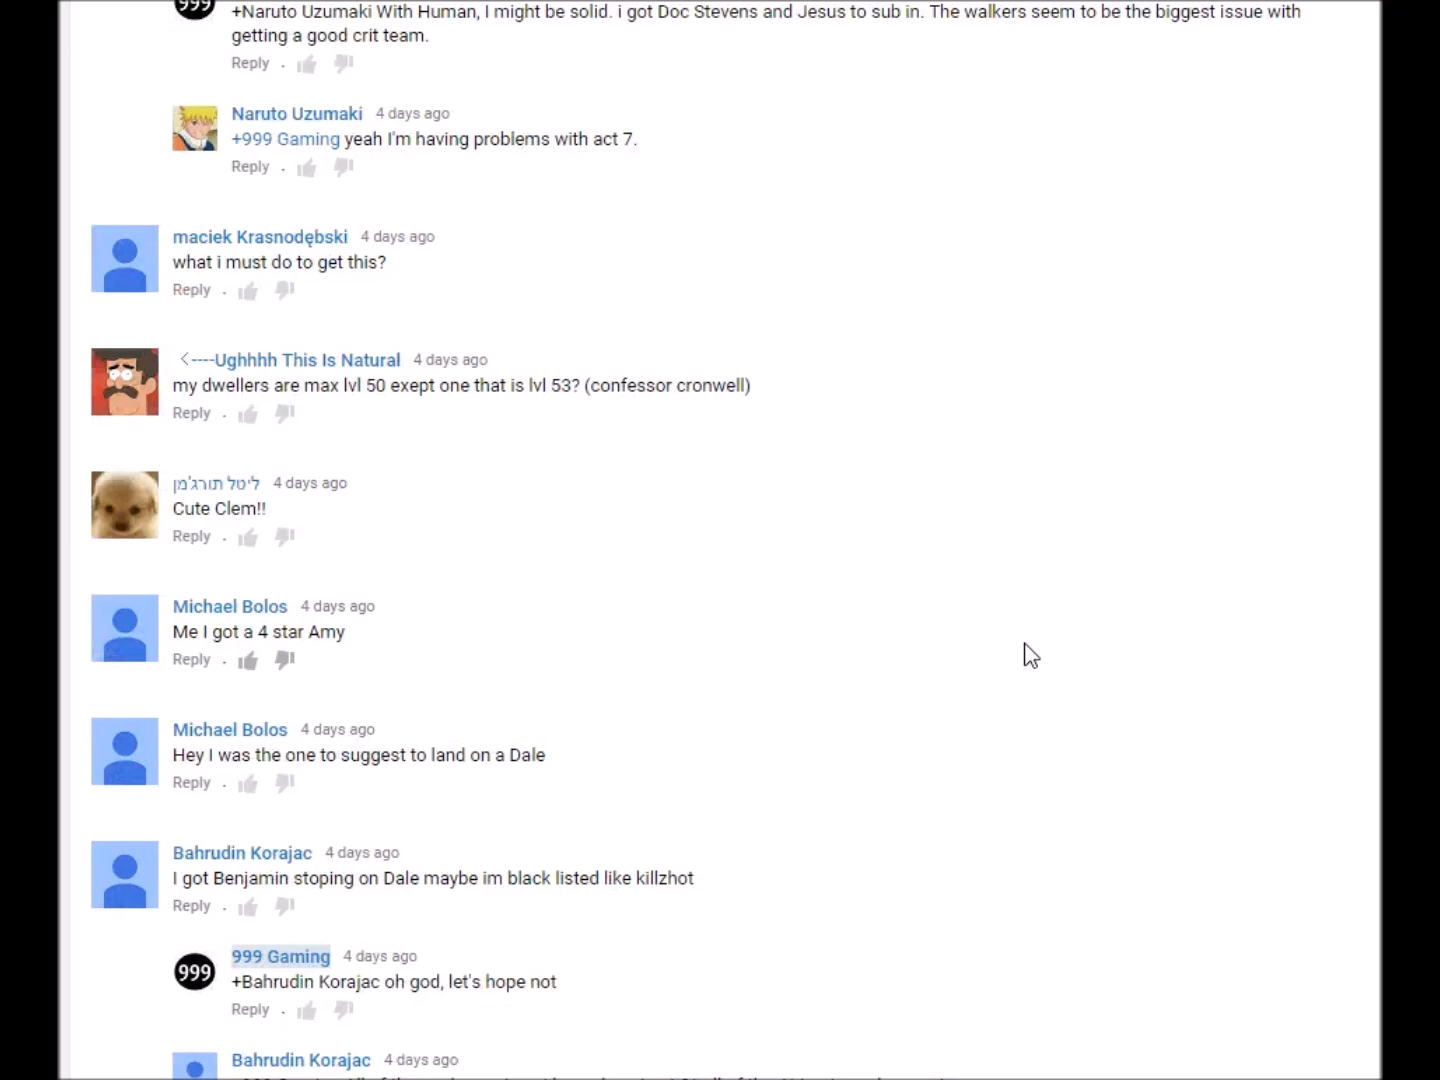 999
+Naruto Uzumaki With Human, I might be solid. i got Doc Stevens and Jesus to sub in. The walkers seem to be the biggest issue with
getting a good crit team.
Reply .
Naruto Uzumaki 4 days ago
+999 Gaming yeah I'm having problems with act 7.
Reply .
maciek Krasnodębski 4 days ago
what i must do to get this?
Reply .
<----Ughhhh This Is Natural 4 days ago
my dwellers are max lvl 50 exept one that is lvl 53? (confessor cronwell)
Reply .
ליטל תורג'מן 4 days ago
Cute Clem!!
Reply .
Michael Bolos 4 days ago
Me I got a 4 star Amy
Reply .
Michael Bolos 4 days ago
Hey I was the one to suggest to land on a Dale
Reply .
Bahrudin Korajac 4 days ago
I got Benjamin stoping on Dale maybe im black listed like killzhot
Reply .
999
999 Gaming 4 days ago
+Bahrudin Korajac oh god, let's hope not
Reply .
Bahrudin Korajac 4 days ago